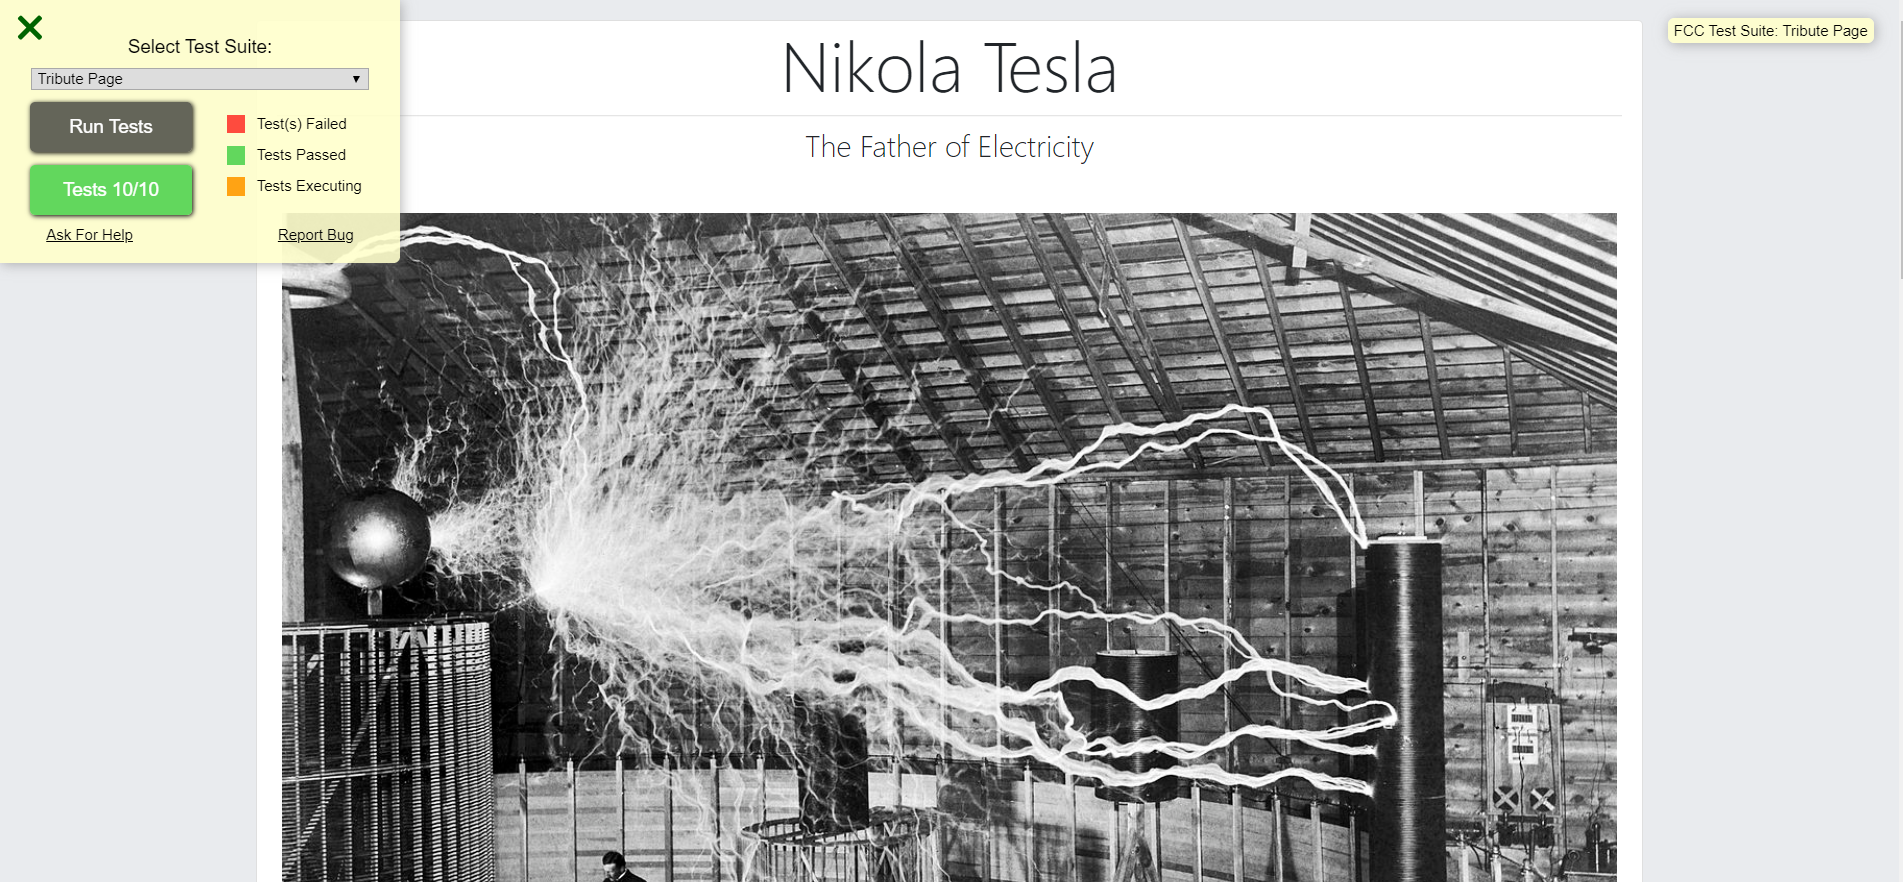 Select Test Suite:
Tribute Page
Run Tests
Tests 10/10
Test(s) Failed
Tests Passed
Tests Executing
Ask For Help
Report Bug
Nikola Tesla
The Father of Electricity
FCC Test Suite: Tribute Page